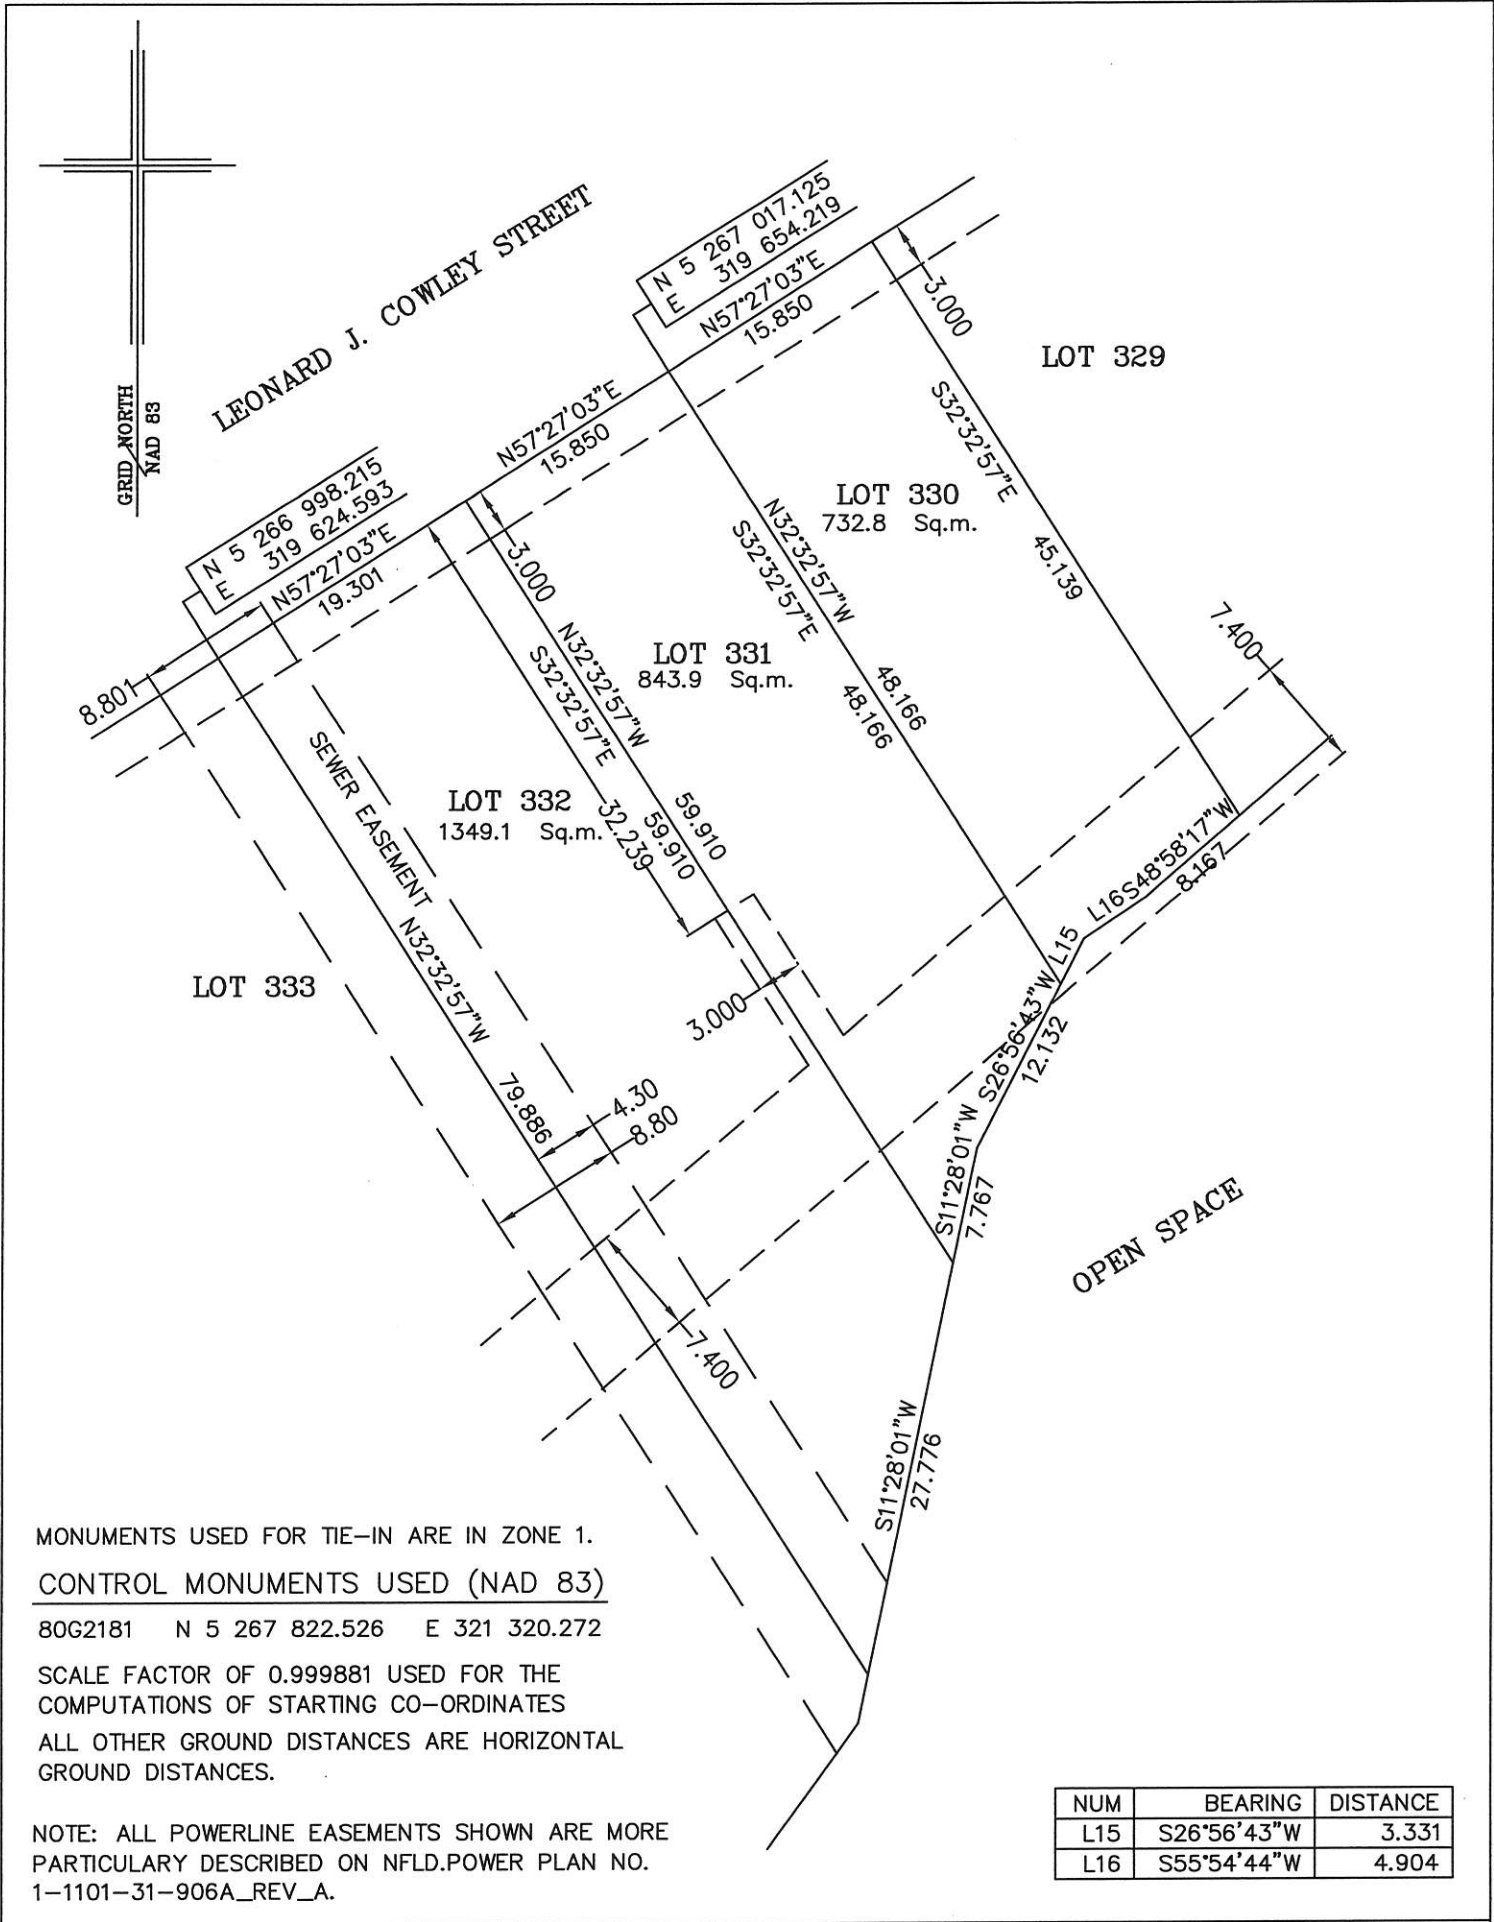 GRID NORTH
NAD 83
LEONARD J. COWLEY STREET
N 5 267 017.125
E 319 654.219
N57°27'03"E
15.850
3.000
LOT 329
N57°27'03"E
15.850
S32°32'57"E
45.139
N 5 266 998.215
E 319 624.593
N57°27'03"E
19.301
LOT 330
732.8 Sq.m.
N32°32'57"W
S32°32'57"E
48.166
48.166
3.000
8.801
N32°32'57"W
S32°32'57"E
LOT 331
843.9 Sq.m.
7.400
SEWER EASEMENT
LOT 332
1349.1 Sq.m.
32.239
59.910
59.910
L16
S48°58'17"W
8.167
L15
LOT 333
N32°32'57"W
79.886
3.000
S26°56'43"W
12.132
4.30
8.80
S11°28'01"W
7.767
OPEN SPACE
7.400
S11°28'01"W
27.776
MONUMENTS USED FOR TIE-IN ARE IN ZONE 1.
CONTROL MONUMENTS USED (NAD 83)
80G2181 N 5 267 822.526 E 321 320.272
SCALE FACTOR OF 0.999881 USED FOR THE
COMPUTATIONS OF STARTING CO-ORDINATES
ALL OTHER GROUND DISTANCES ARE HORIZONTAL
GROUND DISTANCES.
NOTE: ALL POWERLINE EASEMENTS SHOWN ARE MORE
PARTICULARY DESCRIBED ON NFLD.POWER PLAN NO.
1-1101-31-906A_REV_A.
NUM BEARING DISTANCE
L15 S26°56'43"W 3.331
L16 S55°54'44"W 4.904